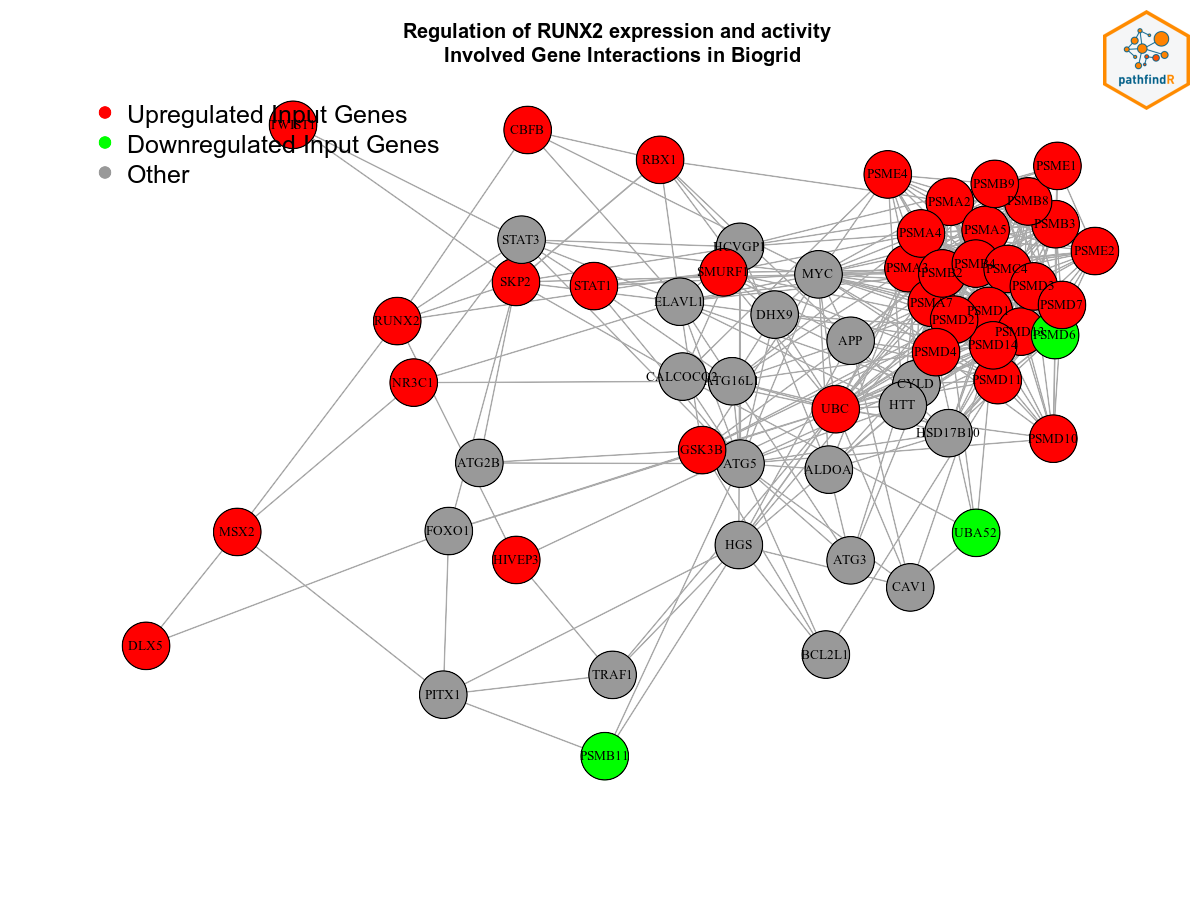 Regulation of RUNX2 expression and activity
Involved Gene Interactions in Biogrid
pathfindR
Upregulated Input Genes
Downregulated Input Genes
Other
TWIST1
CBFB
RBX1
PSME4
PSME1
PSMB9
PSMA2
PSMB8
PSMB3
PSMA4
PSMA5
PSME2
STAT3
HCVGP1
SMURF1
MYC
PSMA3
PSMB2
PSMB4
PSMC4
SKP2
STAT1
PSMD3
ELAVL1
PSMA7
PSMD7
DHX9
PSMD2
PSMD1
RUNX2
PSMD6
APP
PSMD14
PSMD4
NR3C1
CALCOCO2
ATG16L1
CYLD
PSMD11
HTT
UBC
HSD17B10
PSMD10
GSK3B
ATG2B
ATG5
ALDOA
MSX2
FOXO1
UBA52
HGS
HIVEP3
ATG3
CAV1
DLX5
BCL2L1
TRAF1
PITX1
PSMB11